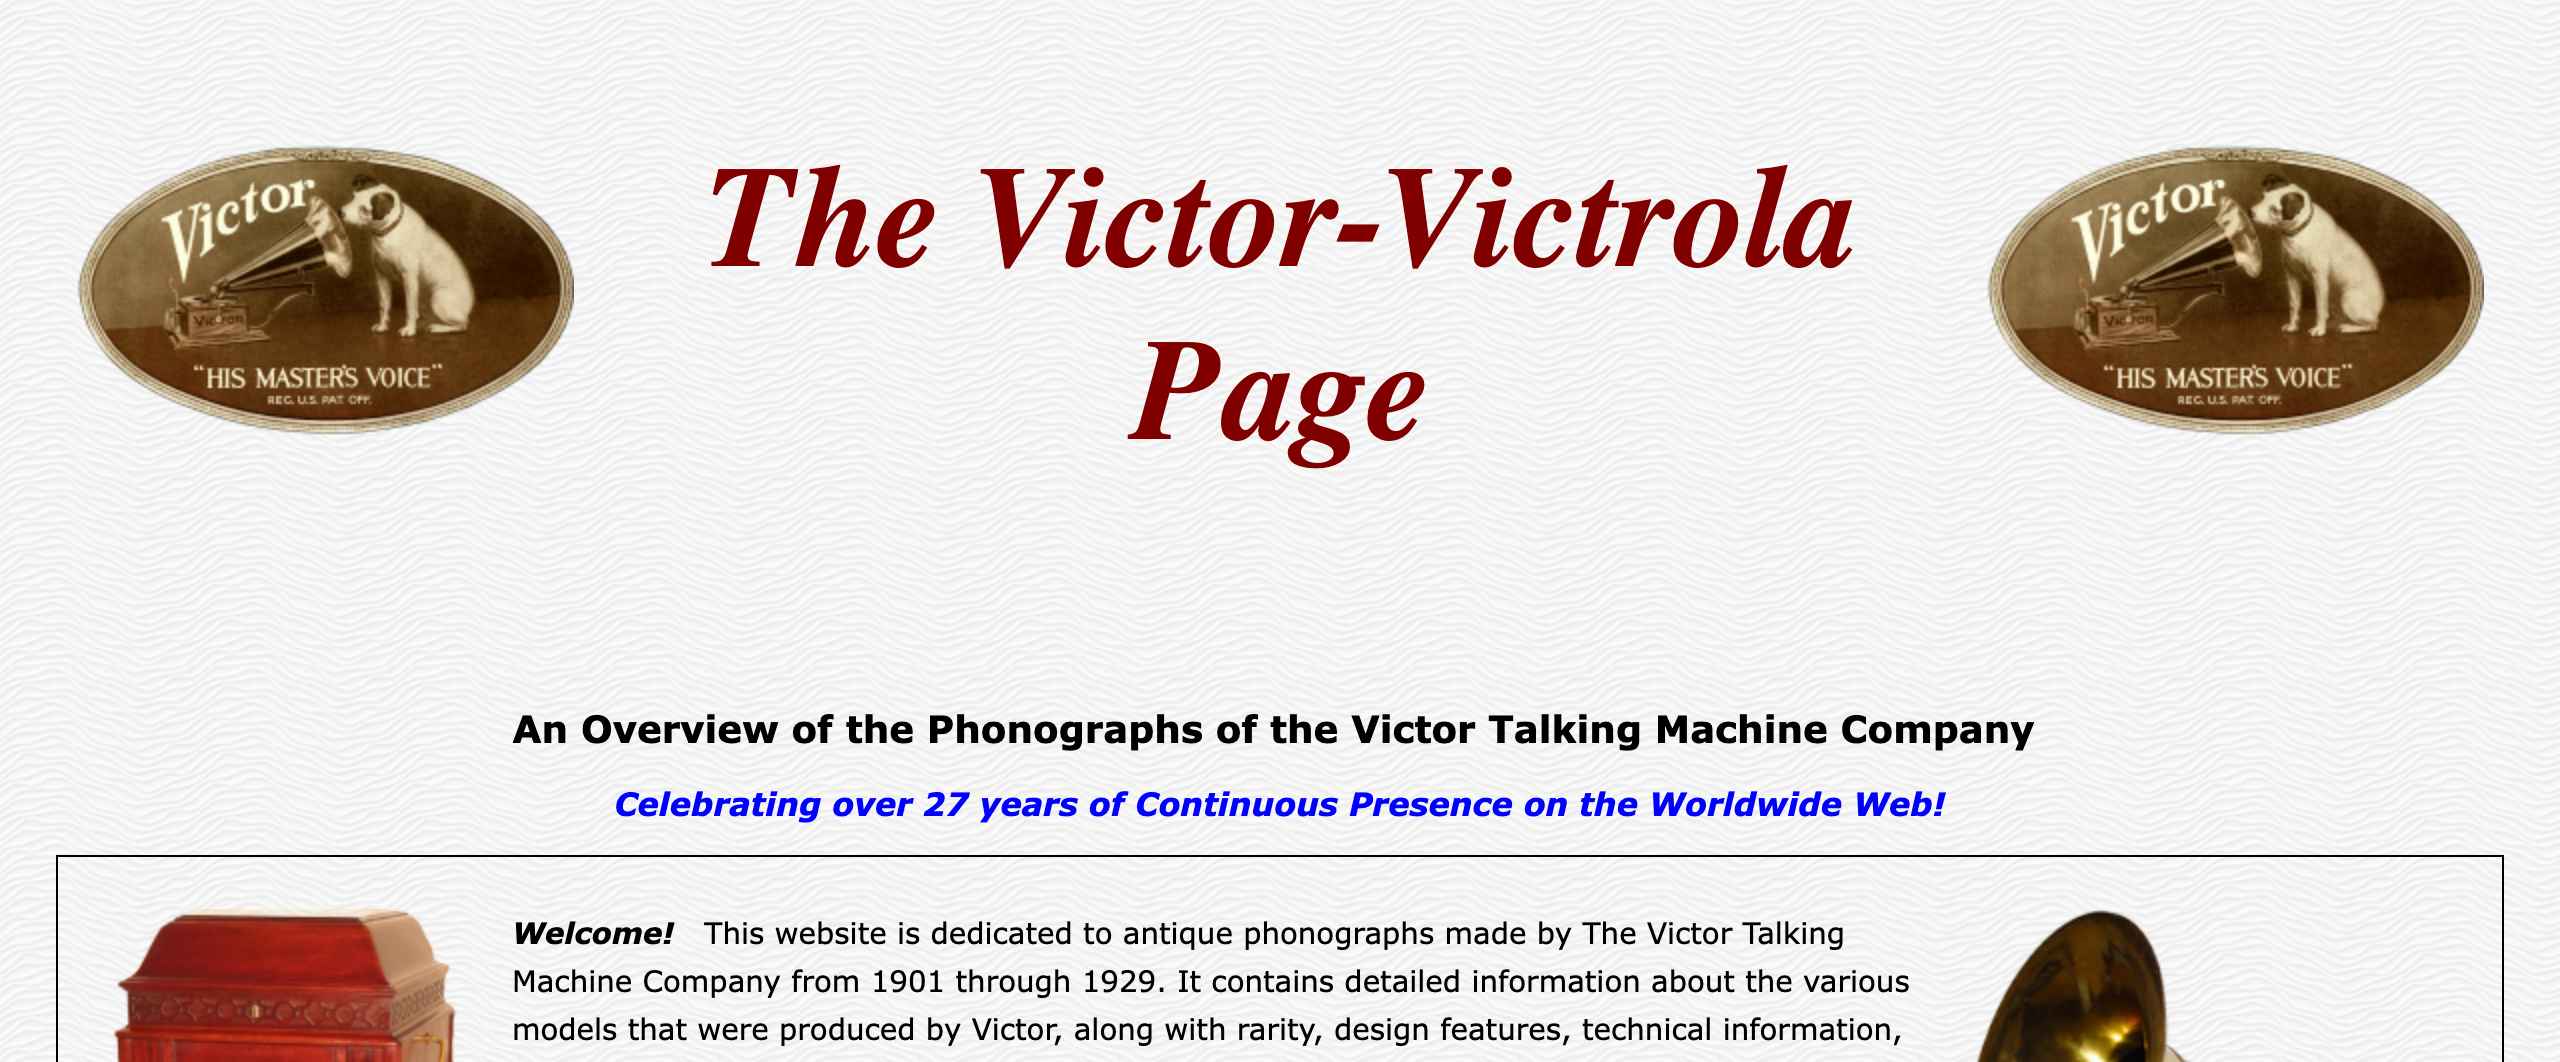 Victor
Victor
"HIS MASTER'S VOICE"
REG. U.S. PAT. OFF.
The Victor-Victrola
Page
Victor
Victor
"HIS MASTER'S VOICE"
REG. U.S. PAT. OFF.
An Overview of the Phonographs of the Victor Talking Machine Company
Celebrating over 27 years of Continuous Presence on the Worldwide Web!
Welcome! This website is dedicated to antique phonographs made by The Victor Talking
Machine Company from 1901 through 1929. It contains detailed information about the various
models that were produced by Victor, along with rarity, design features, technical information,